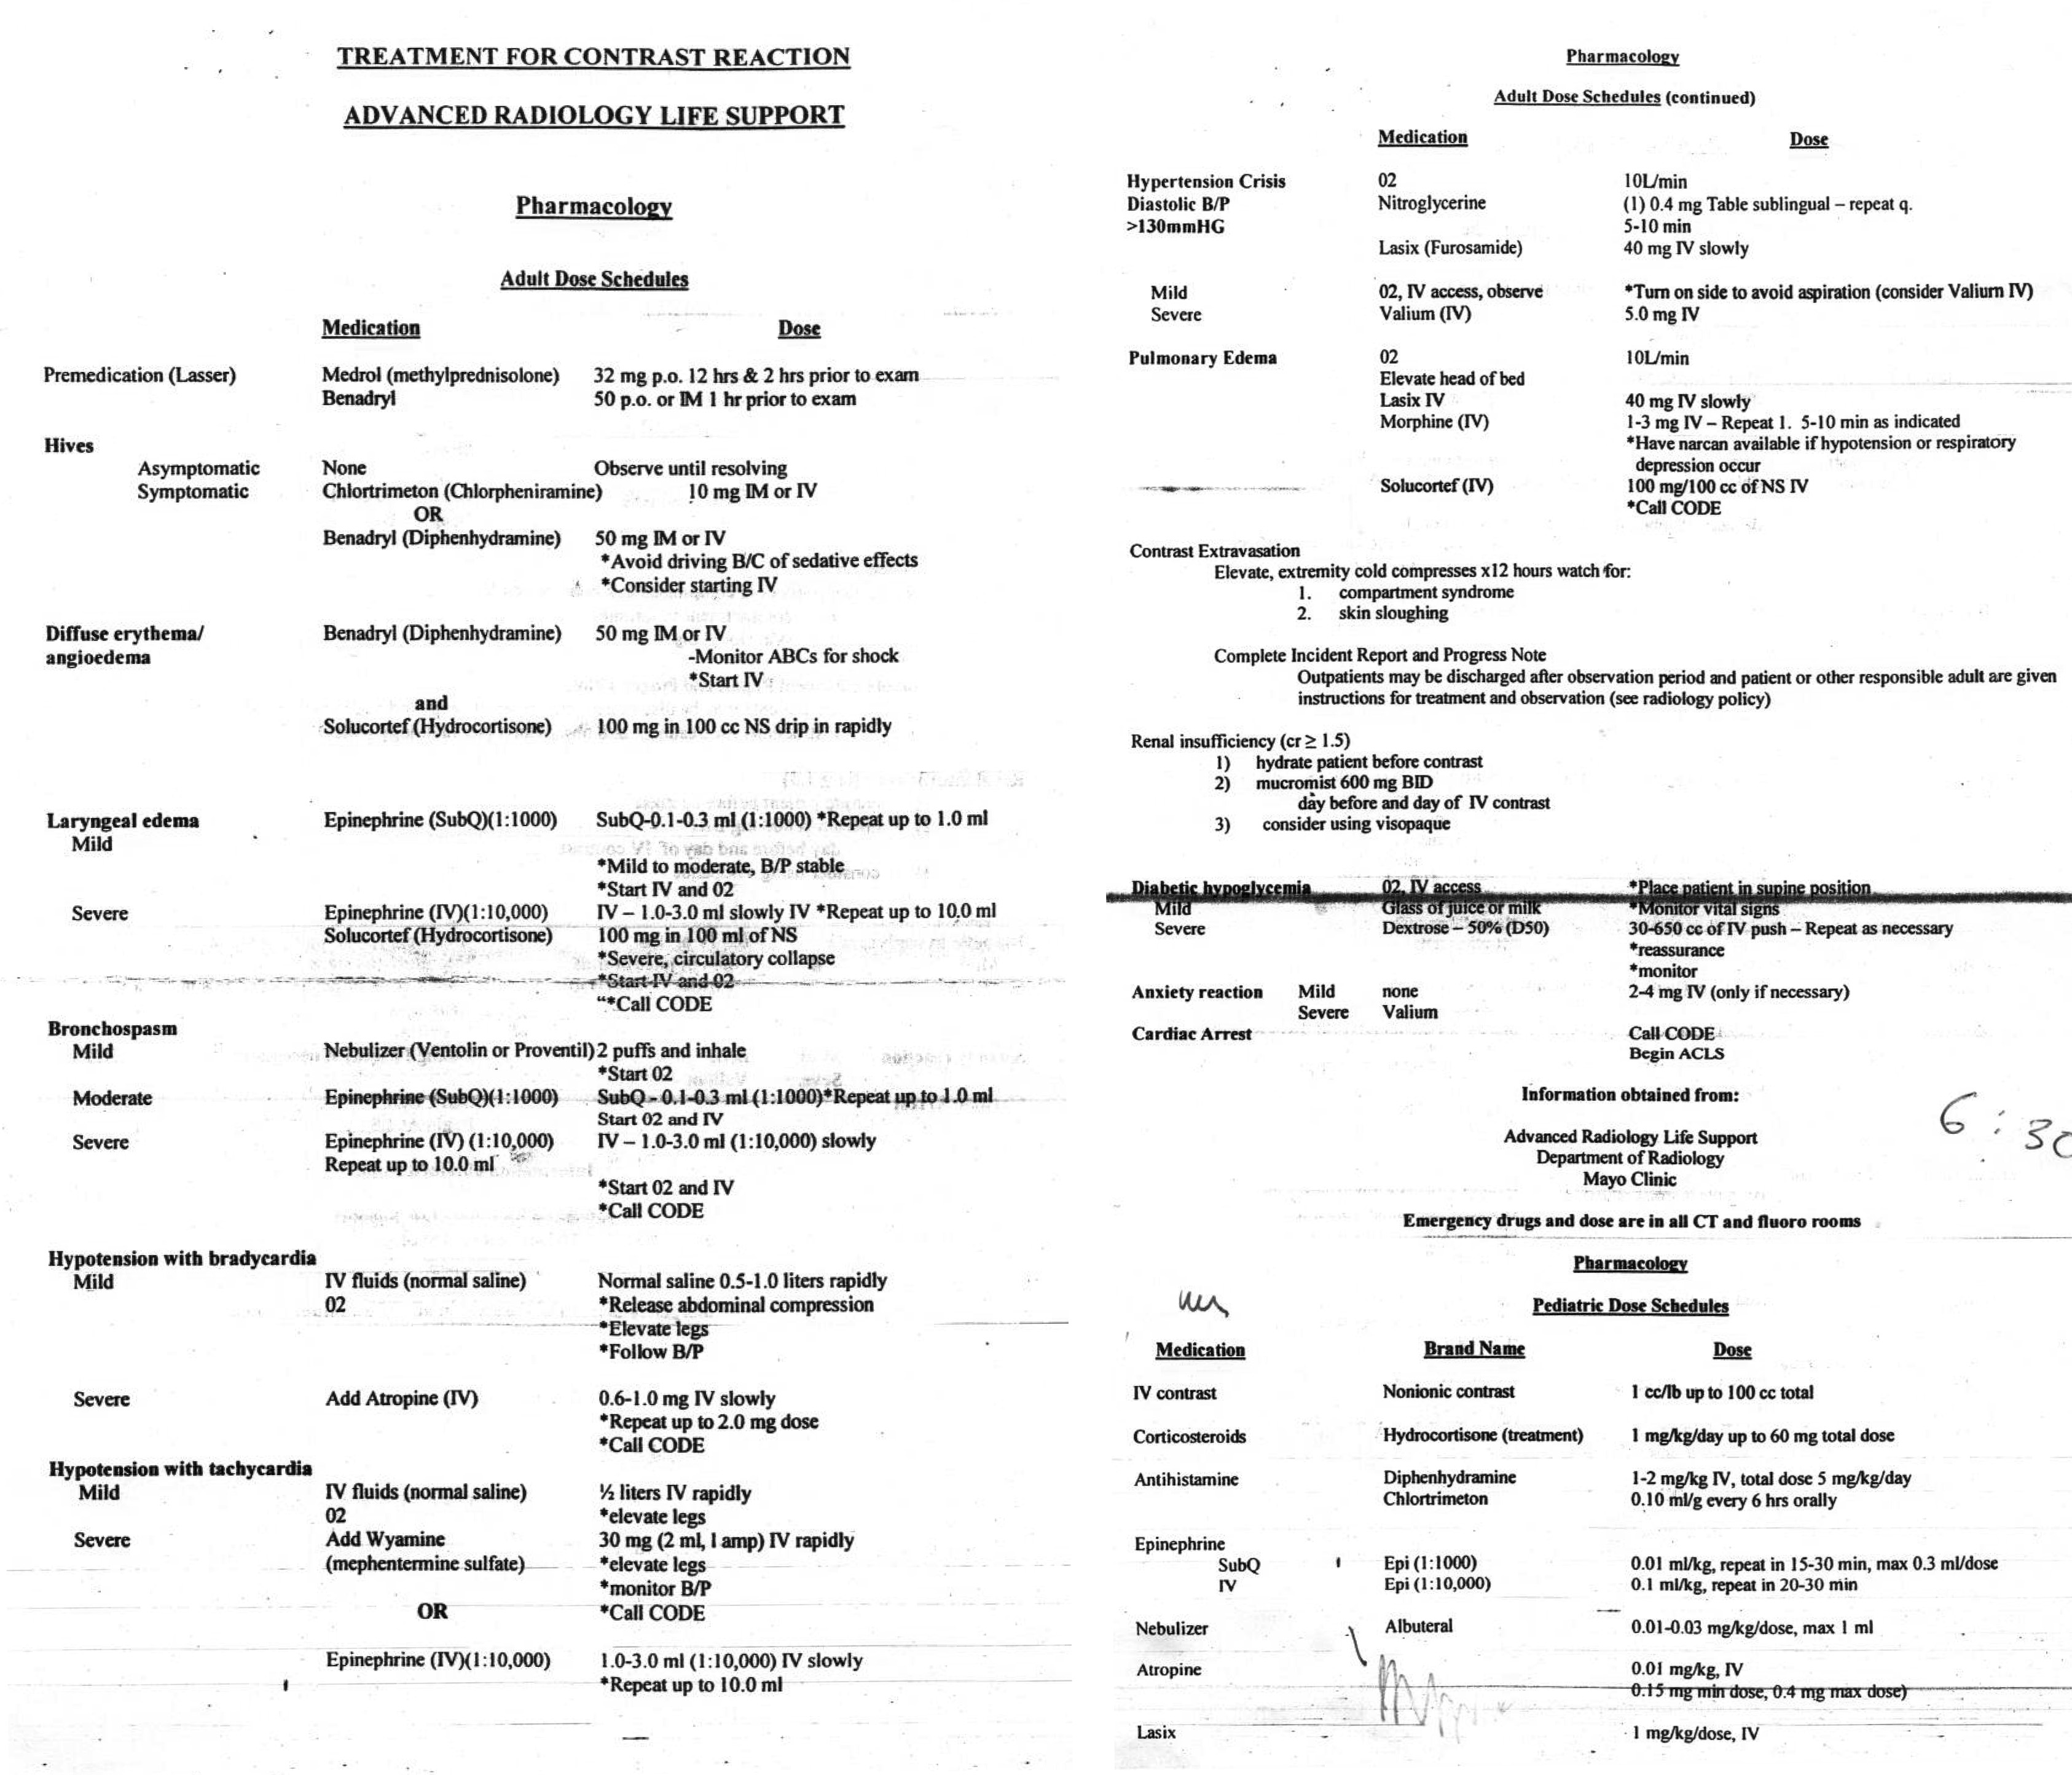 TREATMENT FOR CONTRAST REACTION
ADVANCED RADIOLOGY LIFE SUPPORT
Pharmacology
Adult Dose Schedules
Medication Dose
Premedication (Lasser) Medrol (methylprednisolone) 32 mg p.o. 12 hrs & 2 hrs prior to exam
Benadryl 50 p.o. or IM 1 hr prior to exam
Hives
Asymptomatic None Observe until resolving
Symptomatic Chlortrimeton (Chlorpheniramine) 10 mg IM or IV
OR
Benadryl (Diphenhydramine) 50 mg IM or IV
*Avoid driving B/C of sedative effects
*Consider starting IV
Diffuse erythema/ Benadryl (Diphenhydramine) 50 mg IM or IV
angioedema -Monitor ABCs for shock
*Start IV
and
Solucortef (Hydrocortisone) 100 mg in 100 cc NS drip in rapidly
Laryngeal edema Epinephrine (SubQ)(1:1000) SubQ-0.1-0.3 ml (1:1000) *Repeat up to 1.0 ml
Mild
*Mild to moderate, B/P stable
*Start IV and 02
Severe Epinephrine (IV)(1:10,000) IV – 1.0-3.0 ml slowly IV *Repeat up to 10.0 ml
Solucortef (Hydrocortisone) 100 mg in 100 ml of NS
*Severe, circulatory collapse
*Start IV and 02
“*Call CODE
Bronchospasm
Mild Nebulizer (Ventolin or Proventil) 2 puffs and inhale
*Start 02
Moderate Epinephrine (SubQ)(1:1000) SubQ - 0.1-0.3 ml (1:1000)*Repeat up to 1.0 ml
Start 02 and IV
Severe Epinephrine (IV) (1:10,000) IV – 1.0-3.0 ml (1:10,000) slowly
Repeat up to 10.0 ml
*Start 02 and IV
*Call CODE
Hypotension with bradycardia
Mild IV fluids (normal saline) Normal saline 0.5-1.0 liters rapidly
02 *Release abdominal compression
*Elevate legs
*Follow B/P
Severe Add Atropine (IV) 0.6-1.0 mg IV slowly
*Repeat up to 2.0 mg dose
*Call CODE
Hypotension with tachycardia
Mild IV fluids (normal saline) ½ liters IV rapidly
02 *elevate legs
Severe Add Wyamine 30 mg (2 ml, 1 amp) IV rapidly
(mephentermine sulfate) *elevate legs
*monitor B/P
OR *Call CODE
Epinephrine (IV)(1:10,000) 1.0-3.0 ml (1:10,000) IV slowly
*Repeat up to 10.0 ml
Pharmacology
Adult Dose Schedules (continued)
Medication Dose
Hypertension Crisis 02 10L/min
Diastolic B/P Nitroglycerine (1) 0.4 mg Table sublingual – repeat q.
>130mmHG 5-10 min
Lasix (Furosamide) 40 mg IV slowly
Mild 02, IV access, observe *Turn on side to avoid aspiration (consider Valium IV)
Severe Valium (IV) 5.0 mg IV
Pulmonary Edema 02 10L/min
Elevate head of bed
Lasix IV 40 mg IV slowly
Morphine (IV) 1-3 mg IV – Repeat 1. 5-10 min as indicated
*Have narcan available if hypotension or respiratory
depression occur
Solucortef (IV) 100 mg/100 cc of NS IV
*Call CODE
Contrast Extravasation
Elevate, extremity cold compresses x12 hours watch for:
1. compartment syndrome
2. skin sloughing
Complete Incident Report and Progress Note
Outpatients may be discharged after observation period and patient or other responsible adult are given
instructions for treatment and observation (see radiology policy)
Renal insufficiency (cr ≥ 1.5)
1) hydrate patient before contrast
2) mucromist 600 mg BID
day before and day of IV contrast
3) consider using visopaque
Diabetic hypoglycemia 02, IV access *Place patient in supine position
Mild Glass of juice or milk *Monitor vital signs
Severe Dextrose – 50% (D50) 30-650 cc of IV push – Repeat as necessary
*reassurance
*monitor
Anxiety reaction Mild none 2-4 mg IV (only if necessary)
Severe Valium
Cardiac Arrest Call CODE
Begin ACLS
Information obtained from:
6:30
Advanced Radiology Life Support
Department of Radiology
Mayo Clinic
Emergency drugs and dose are in all CT and fluoro rooms
Pharmacology
Pediatric Dose Schedules
Medication Brand Name Dose
IV contrast Nonionic contrast 1 cc/lb up to 100 cc total
Corticosteroids Hydrocortisone (treatment) 1 mg/kg/day up to 60 mg total dose
Antihistamine Diphenhydramine 1-2 mg/kg IV, total dose 5 mg/kg/day
Chlortrimeton 0.10 ml/g every 6 hrs orally
Epinephrine
SubQ Epi (1:1000) 0.01 ml/kg, repeat in 15-30 min, max 0.3 ml/dose
IV Epi (1:10,000) 0.1 ml/kg, repeat in 20-30 min
Nebulizer Albuteral 0.01-0.03 mg/kg/dose, max 1 ml
Atropine 0.01 mg/kg, IV
0.15 mg min dose, 0.4 mg max dose)
Lasix 1 mg/kg/dose, IV